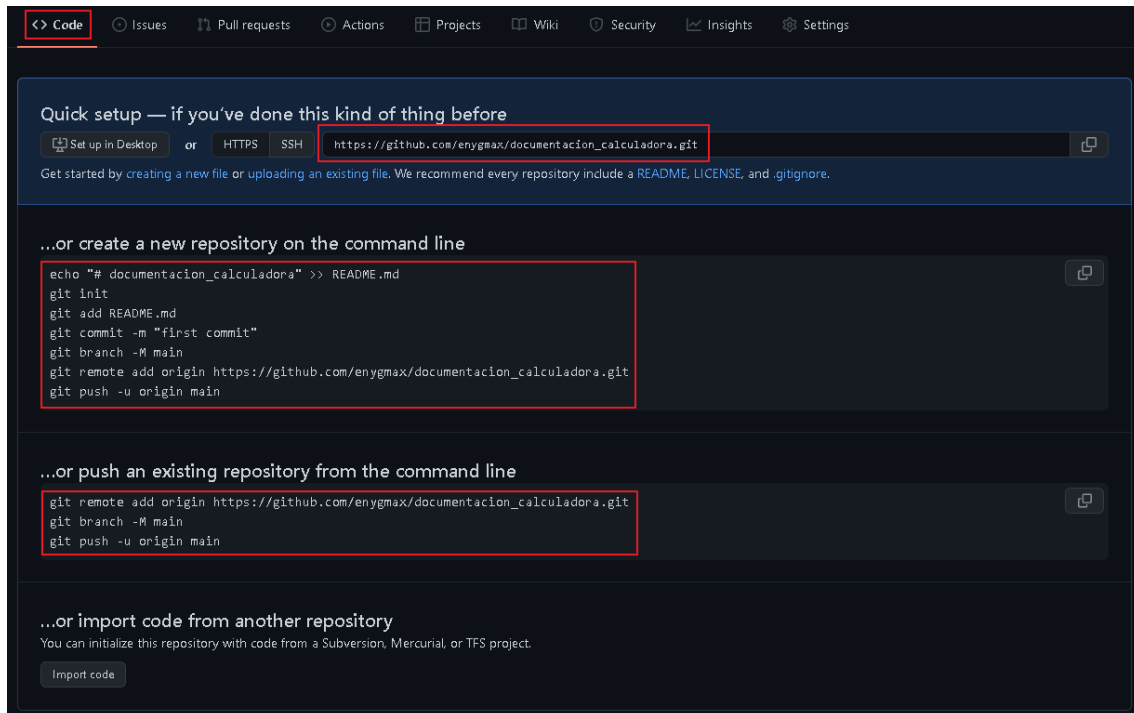 <> Code Issues Pull requests Actions Projects Wiki Security Insights Settings
Quick setup — if you've done this kind of thing before
Set up in Desktop or HTTPS SSH https://github.com/enygmax/documentacion_calculadora.git
Get started by creating a new file or uploading an existing file. We recommend every repository include a README, LICENSE, and .gitignore.
...or create a new repository on the command line
echo "# documentacion_calculadora" >> README.md
git init
git add README.md
git commit -m "first commit"
git branch -M main
git remote add origin https://github.com/enygmax/documentacion_calculadora.git
git push -u origin main
...or push an existing repository from the command line
git remote add origin https://github.com/enygmax/documentacion_calculadora.git
git branch -M main
git push -u origin main
...or import code from another repository
You can initialize this repository with code from a Subversion, Mercurial, or TFS project.
Import code